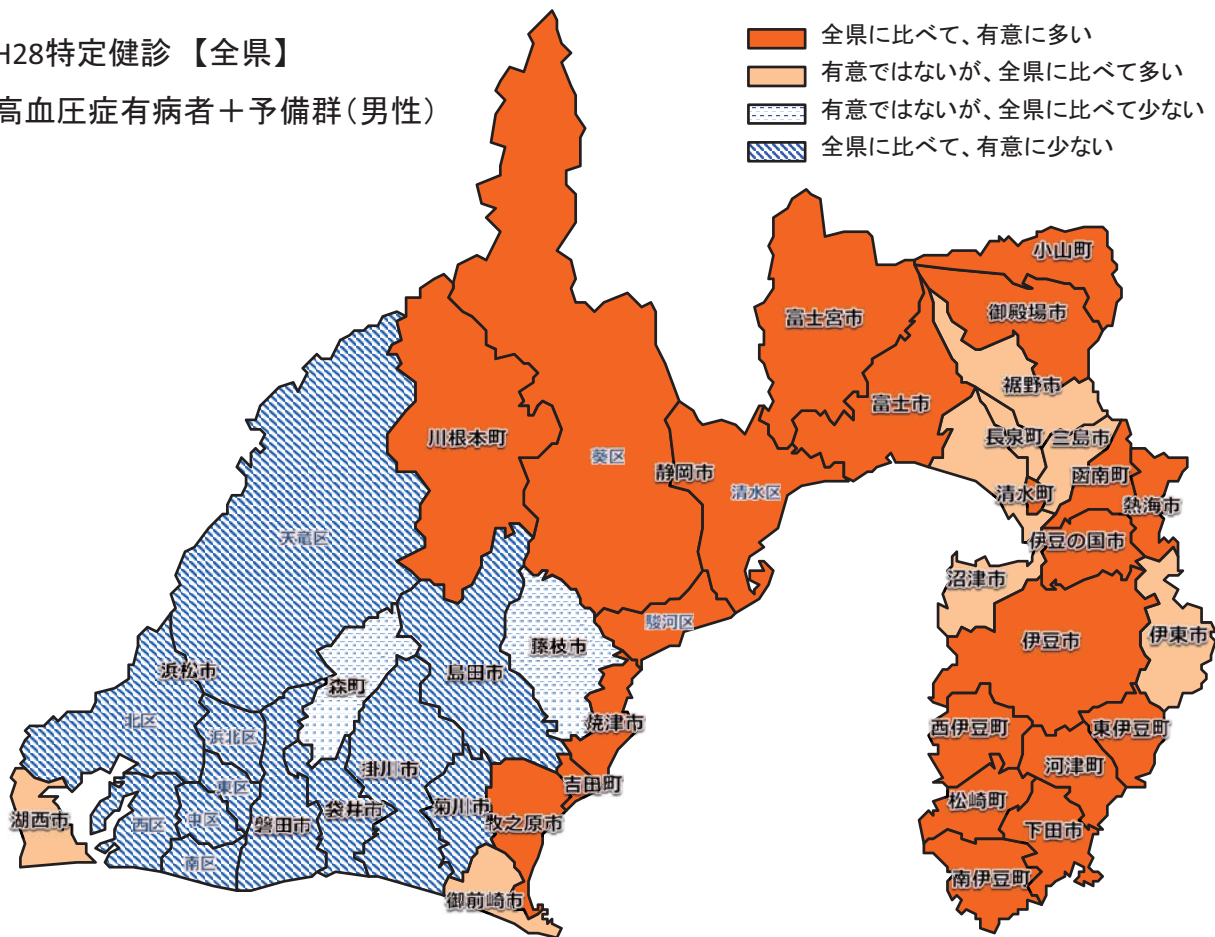 H28特定健診 【全県】
高血圧症有病者＋予備群(男性)
全県に比べて、有意に多い
有意ではないが、全県に比べて多い
有意ではないが、全県に比べて少ない
全県に比べて、有意に少ない
小山町
御殿場市
富士宮市
裾野市
富士市
長泉町
三島市
川根本町
葵区
静岡市
清水区
函南町
清水町
熱海市
天竜区
伊豆の国市
沼津市
駿河区
伊豆市
伊東市
藤枝市
浜松市
島田市
森町
北区
浜北区
焼津市
西伊豆町
東伊豆町
河津町
掛川市
東区
吉田町
湖西市
西区
中区
磐田市
袋井市
菊川市
牧之原市
松崎町
下田市
南区
南伊豆町
御前崎市